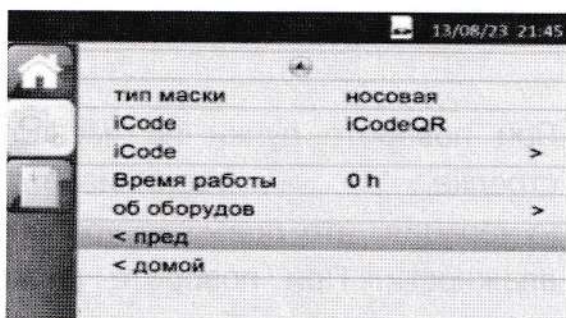 13/08/23 21:45
тип маски носовая
iCode iCodeQR
iCode >
Время работы 0 h
об оборудов >
< пред
< домой